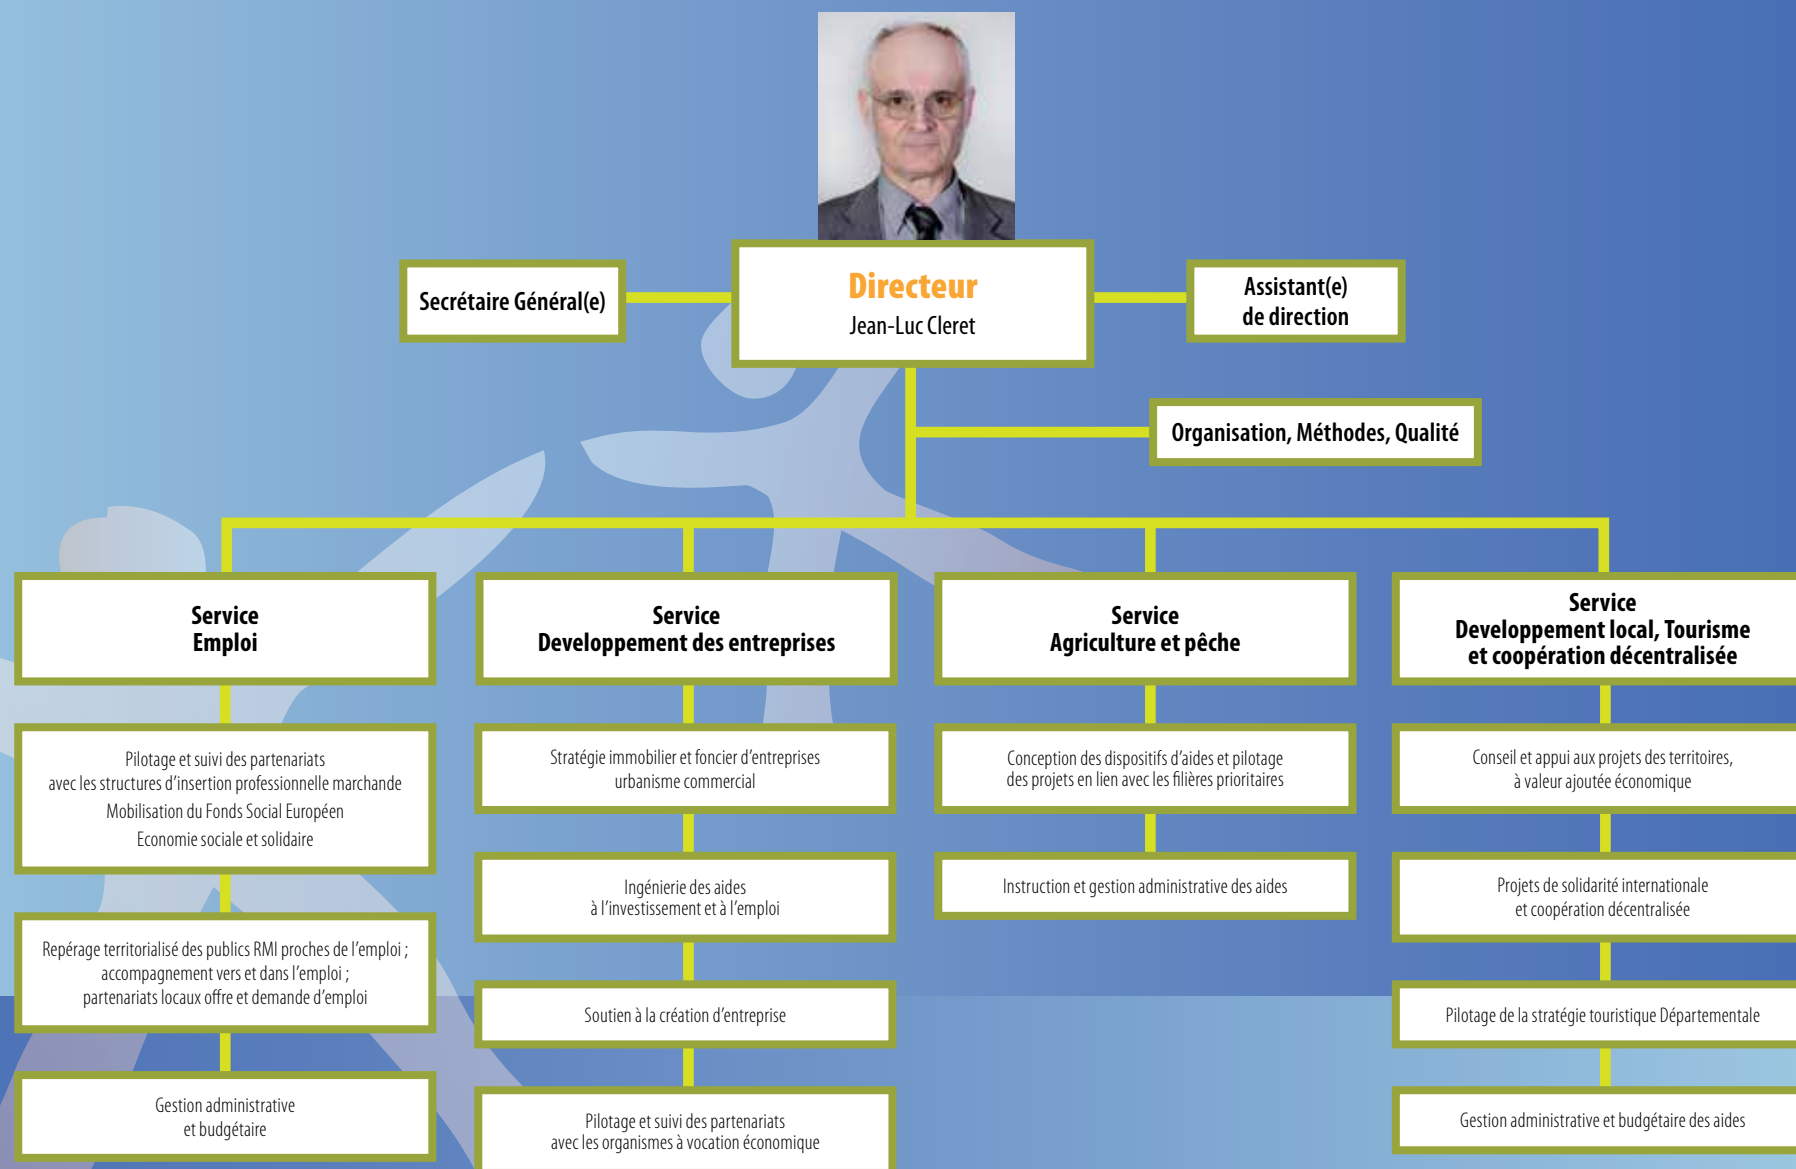 Directeur
Jean-Luc Cleret
Secrétaire Général(e)
Assistant(e)
de direction
Organisation, Méthodes, Qualité
Service
Emploi
Pilotage et suivi des partenariats
avec les structures d'insertion professionnelle marchande
Mobilisation du Fonds Social Européen
Economie sociale et solidaire
Repérage territorialisé des publics RMI proches de l'emploi ;
accompagnement vers et dans l'emploi ;
partenariats locaux offre et demande d'emploi
Gestion administrative
et budgétaire
Service
Developpement des entreprises
Stratégie immobilier et foncier d'entreprises
urbanisme commercial
Ingénierie des aides
à l'investissement et à l'emploi
Soutien à la création d'entreprise
Pilotage et suivi des partenariats
avec les organismes à vocation économique
Service
Agriculture et pêche
Conception des dispositifs d'aides et pilotage
des projets en lien avec les filières prioritaires
Instruction et gestion administrative des aides
Service
Developpement local, Tourisme
et coopération décentralisée
Conseil et appui aux projets des territoires,
à valeur ajoutée économique
Projets de solidarité internationale
et coopération décentralisée
Pilotage de la stratégie touristique Départementale
Gestion administrative et budgétaire des aides